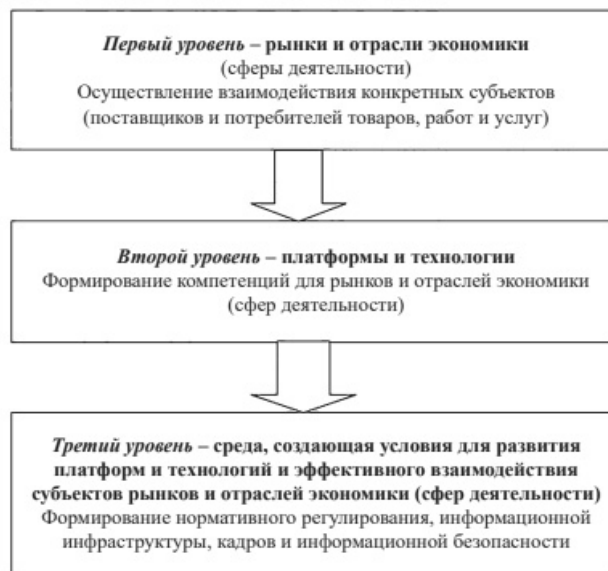 Первый уровень – рынки и отрасли экономики
(сферы деятельности)
Осуществление взаимодействия конкретных субъектов
(поставщиков и потребителей товаров, работ и услуг)
Второй уровень – платформы и технологии
Формирование компетенций для рынков и отраслей экономики
(сфер деятельности)
Третий уровень – среда, создающая условия для развития
платформ и технологий и эффективного взаимодействия
субъектов рынков и отраслей экономики (сфер деятельности)
Формирование нормативного регулирования, информационной
инфраструктуры, кадров и информационной безопасности